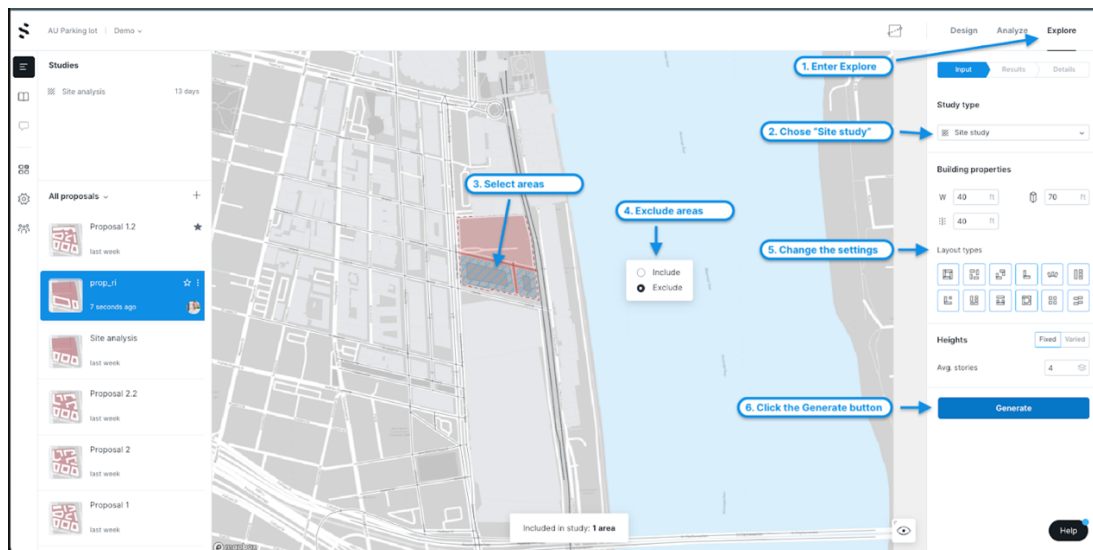 AU Parking lot
Demo
Design
Analyze
Explore
Studies
Site analysis
13 days
All proposals
Proposal 1.2
last week
prop_ri
7 seconds ago
Site analysis
last week
Proposal 2.2
last week
Proposal 2
last week
Proposal 1
last week
1. Enter Explore
2. Chose "Site study"
3. Select areas
4. Exclude areas
Include
Exclude
5. Change the settings
6. Click the Generate button
Included in study: 1 area
Input
Results
Details
Study type
Site study
Building properties
W 40 ft
70 ft
40 ft
Layout types
Heights
Fixed
Varied
Avg. stories
4
Generate
Help